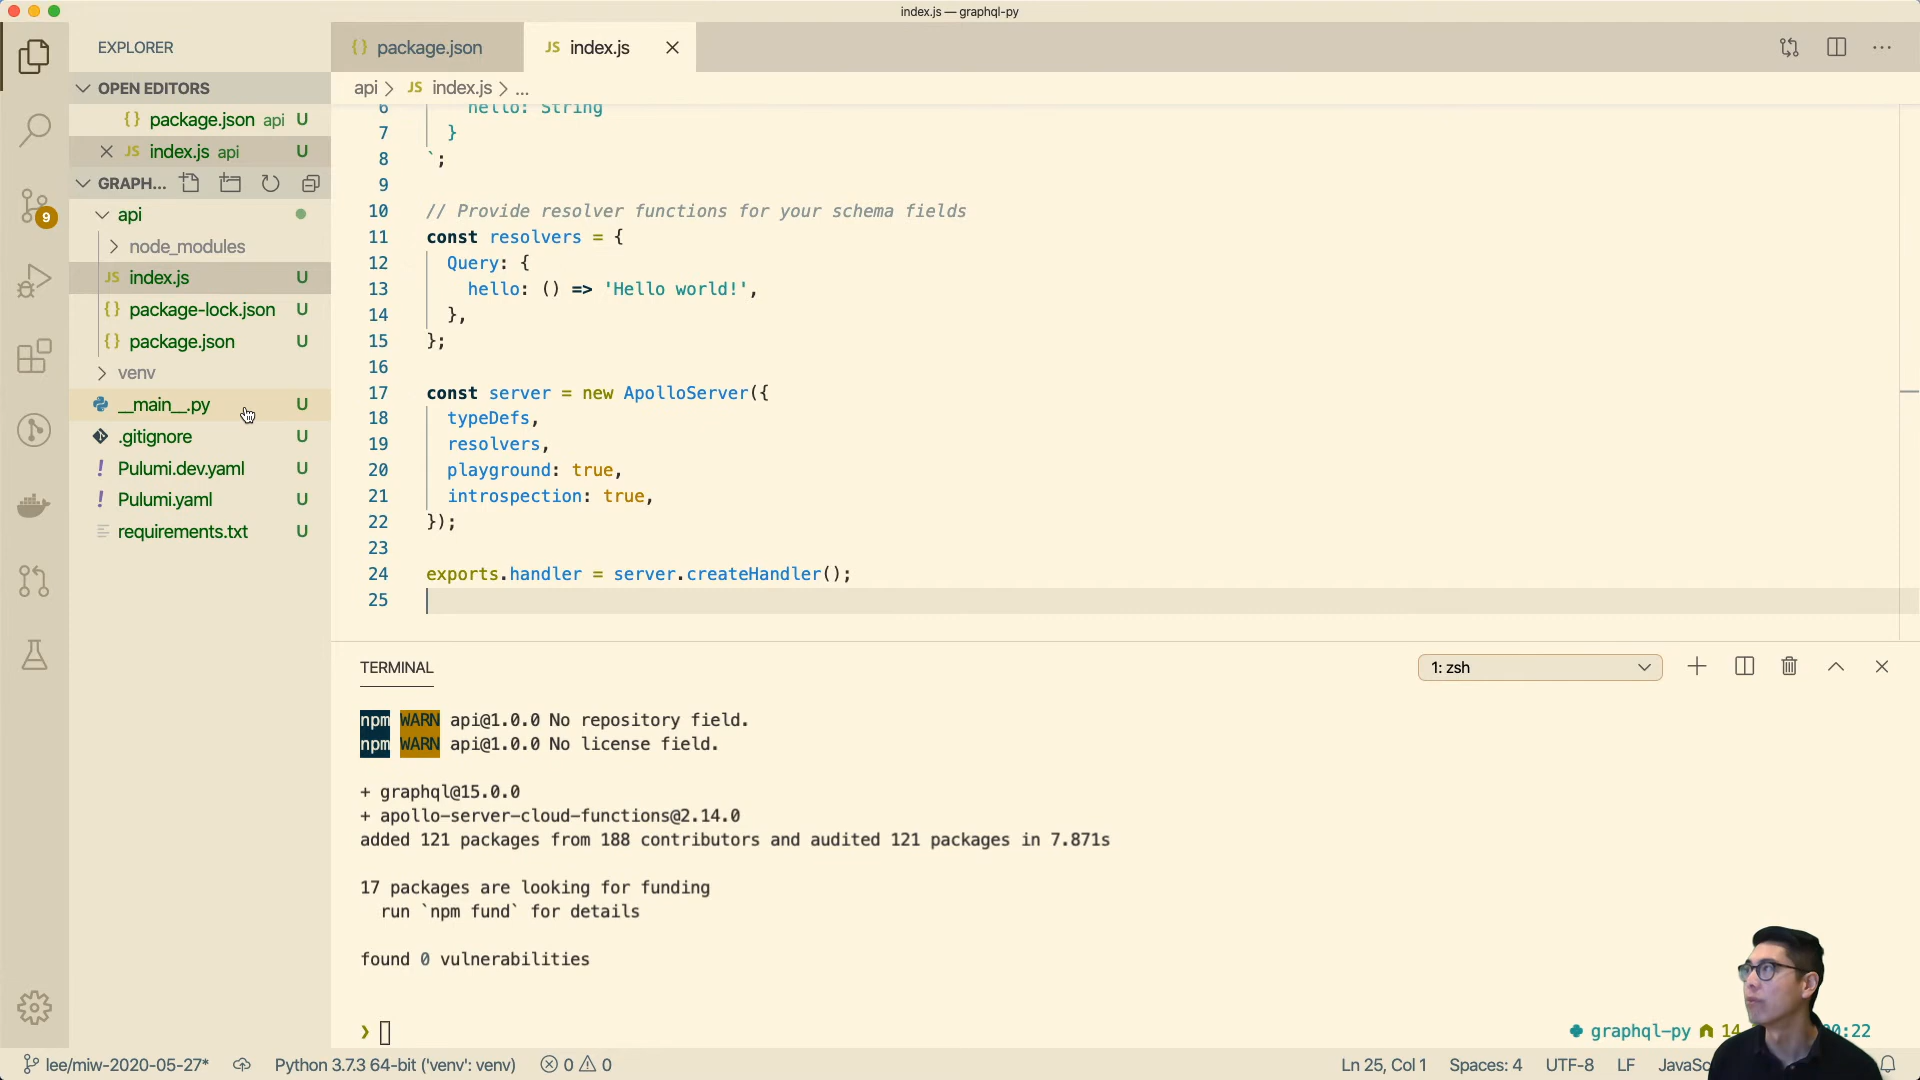 index.js — graphql-py
EXPLORER
{} package.json
JS index.js
OPEN EDITORS
{} package.json api U
JS index.js api U
GRAPH...
9
api
node_modules
JS index.js U
{} package-lock.json U
{} package.json U
venv
__main__.py U
.gitignore U
! Pulumi.dev.yaml U
! Pulumi.yaml U
requirements.txt U
api > JS index.js > ...
6 hello: String
7 }
8 `;
9
10 // Provide resolver functions for your schema fields
11 const resolvers = {
12 Query: {
13 hello: () => 'Hello world!',
14 },
15 };
16
17 const server = new ApolloServer({
18 typeDefs,
19 resolvers,
20 playground: true,
21 introspection: true,
22 });
23
24 exports.handler = server.createHandler();
25
TERMINAL
1: zsh
npm WARN api@1.0.0 No repository field.
npm WARN api@1.0.0 No license field.
+ graphql@15.0.0
+ apollo-server-cloud-functions@2.14.0
added 121 packages from 188 contributors and audited 121 packages in 7.871s
17 packages are looking for funding
run `npm fund` for details
found 0 vulnerabilities
❯
graphql-py 14 :22
lee/miw-2020-05-27* Python 3.7.3 64-bit ('venv': venv) 0 0 Ln 25, Col 1 Spaces: 4 UTF-8 LF